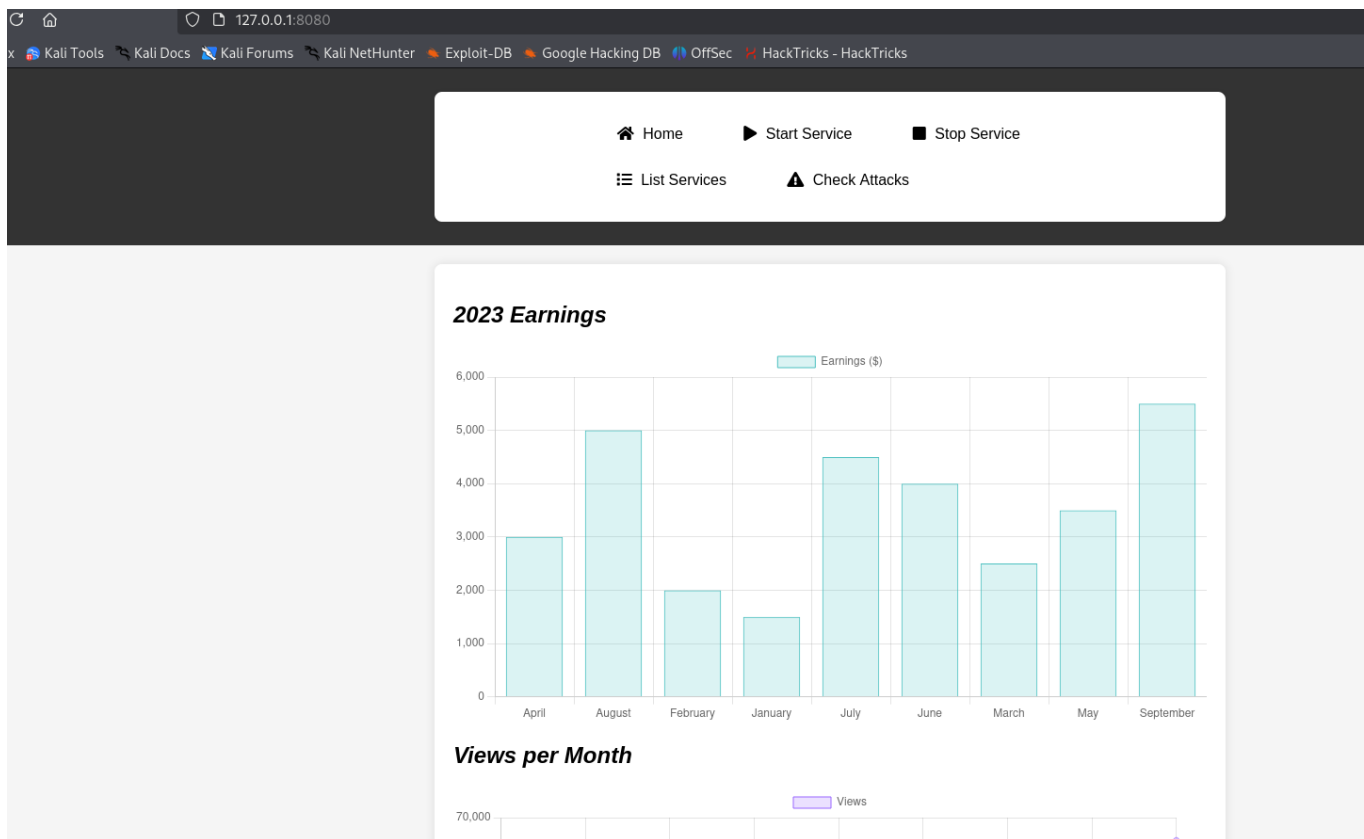 127.0.0.1:8080
x Kali Tools Kali Docs Kali Forums Kali NetHunter Exploit-DB Google Hacking DB OffSec HackTricks - HackTricks
Home Start Service Stop Service
List Services Check Attacks
2023 Earnings
Earnings ($)
6,000
5,000
4,000
3,000
2,000
1,000
0
April August February January July June March May September
Views per Month
Views
70,000